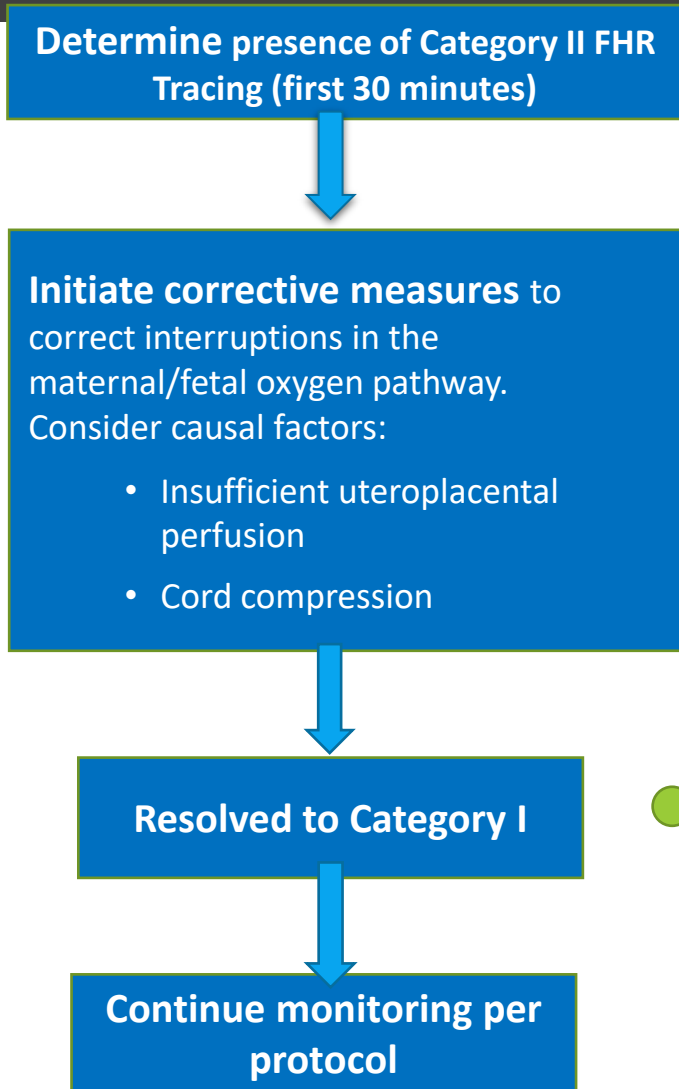 Determine presence of Category II FHR
Tracing (first 30 minutes)
Initiate corrective measures to
correct interruptions in the
maternal/fetal oxygen pathway.
Consider causal factors:
• Insufficient uteroplacental
perfusion
• Cord compression
Resolved to Category I
Continue monitoring per
protocol